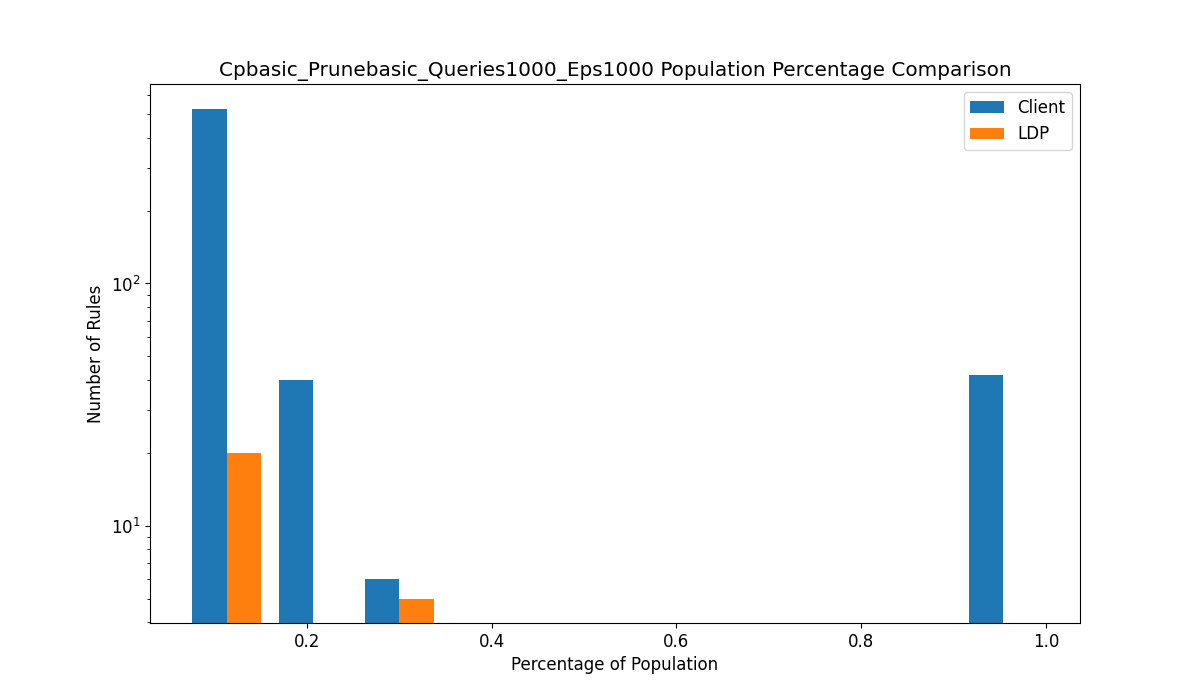 Cpbasic_Prunebasic_Queries1000_Eps1000 Population Percentage Comparison
Client
LDP
Number of Rules
10²
10¹
0.2 0.4 0.6 0.8 1.0
Percentage of Population